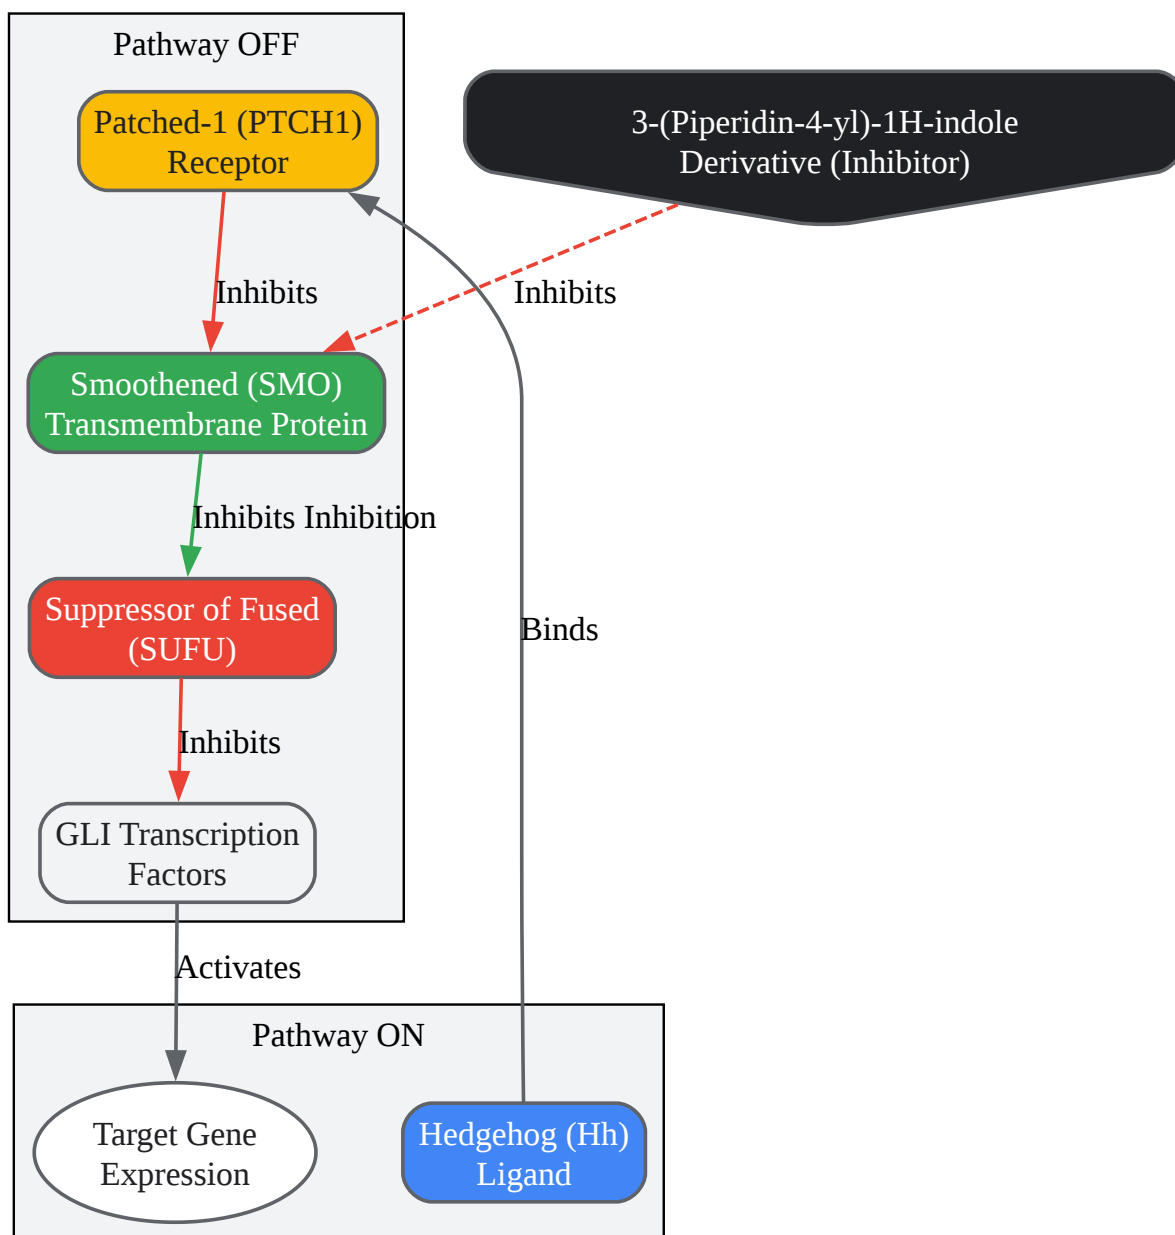 Pathway OFF
Patched-1 (PTCH1)
Receptor
3-(Piperidin-4-yl)-1H-indole
Derivative (Inhibitor)
Inhibits
Inhibits
Smoothened (SMO)
Transmembrane Protein
Inhibits Inhibition
Suppressor of Fused
(SUFU)
Binds
Inhibits
GLI Transcription
Factors
Activates
Pathway ON
Target Gene
Expression
Hedgehog (Hh)
Ligand